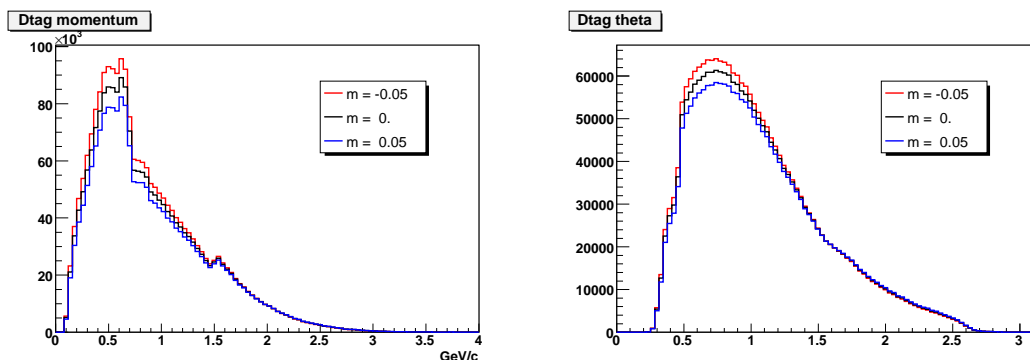 Dtag momentum
×10³
100
80
60
40
20
0
0 0.5 1 1.5 2 2.5 3 3.5 4
GeV/c
m = -0.05
m = 0.
m = 0.05
Dtag theta
60000
50000
40000
30000
20000
10000
0
0 0.5 1 1.5 2 2.5 3
m = -0.05
m = 0.
m = 0.05